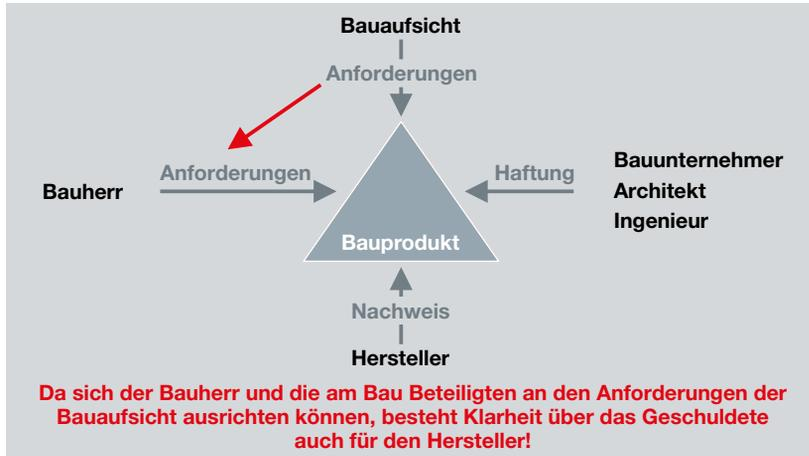 Bauaufsicht
Anforderungen
Anforderungen
Bauherr
Haftung
Bauunternehmer
Architekt
Ingenieur
Bauprodukt
Nachweis
Hersteller
Da sich der Bauherr und die am Bau Beteiligten an den Anforderungen der
Bauaufsicht ausrichten können, besteht Klarheit über das Geschuldete
auch für den Hersteller!